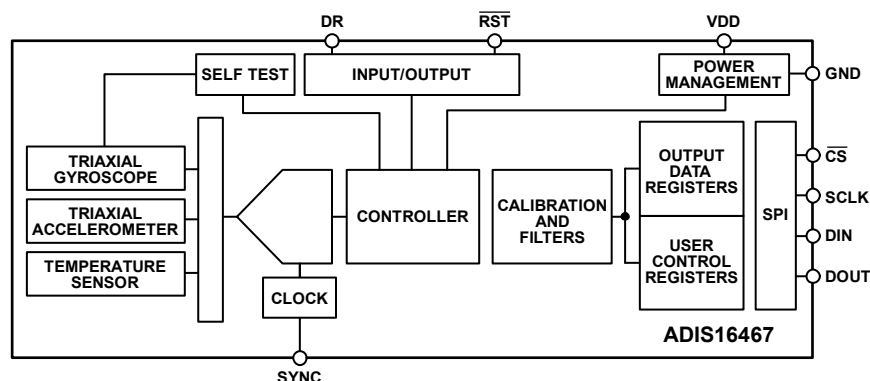 DR
RST
VDD
SELF TEST
INPUT/OUTPUT
POWER
MANAGEMENT
GND
TRIAXIAL
GYROSCOPE
TRIAXIAL
ACCELEROMETER
TEMPERATURE
SENSOR
CONTROLLER
CLOCK
SYNC
CALIBRATION
AND
FILTERS
OUTPUT
DATA
REGISTERS
USER
CONTROL
REGISTERS
SPI
CS
SCLK
DIN
DOUT
ADIS16467